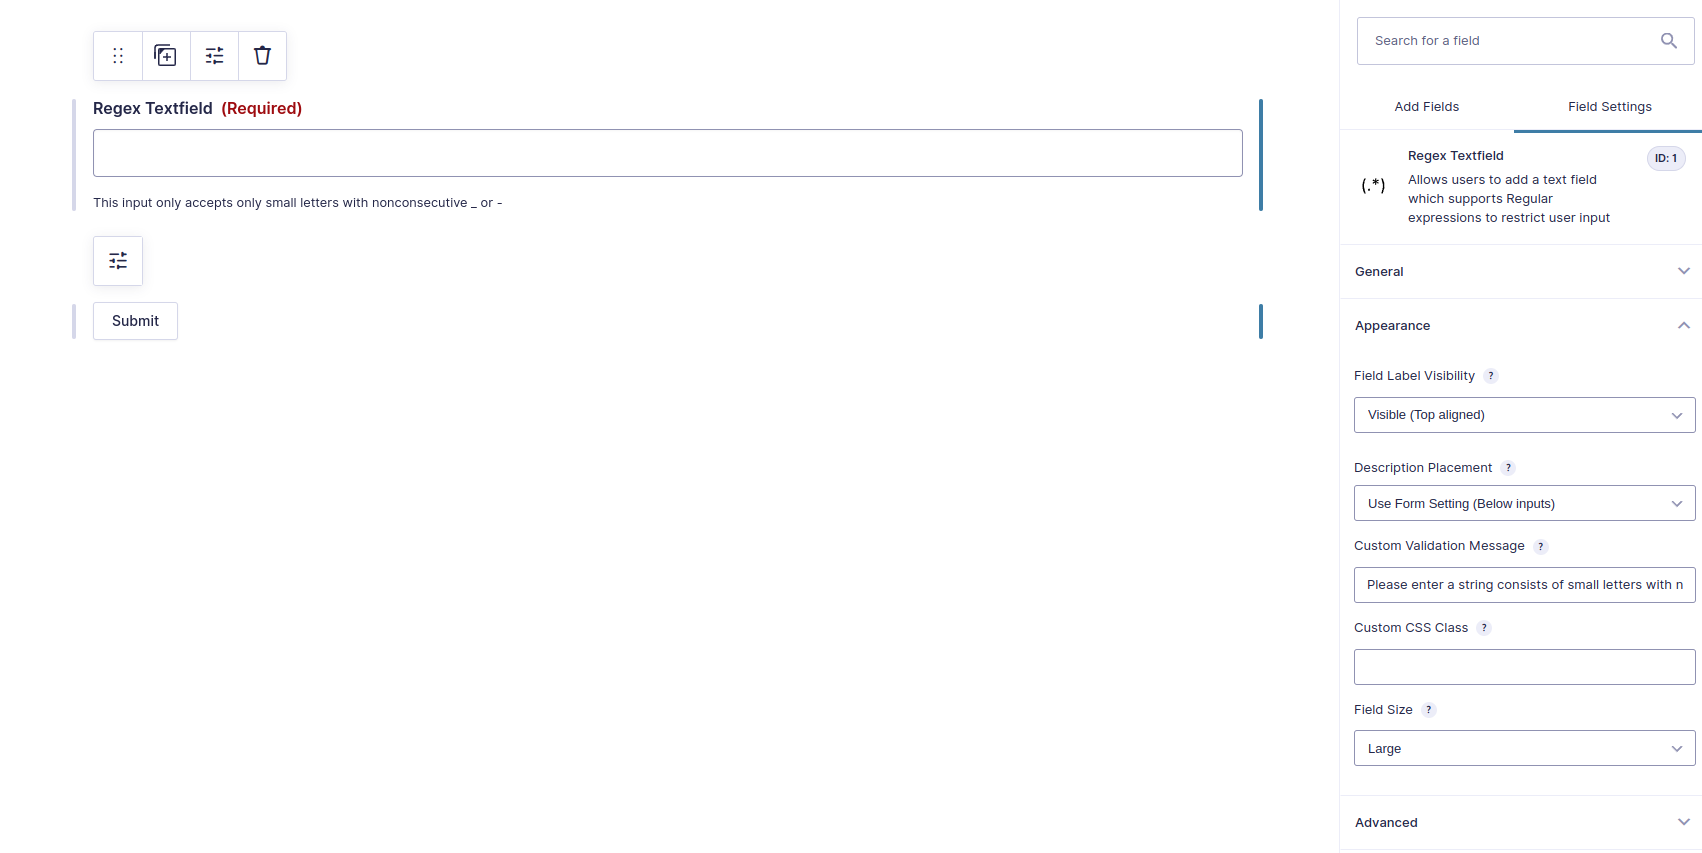 Regex Textfield (Required)
This input only accepts only small letters with nonconsecutive _ or -
Submit
Search for a field
Add Fields
Field Settings
(.*)
Regex Textfield
ID: 1
Allows users to add a text field
which supports Regular
expressions to restrict user input
General
Appearance
Field Label Visibility ?
Visible (Top aligned)
Description Placement ?
Use Form Setting (Below inputs)
Custom Validation Message ?
Please enter a string consists of small letters with n
Custom CSS Class ?
Field Size ?
Large
Advanced